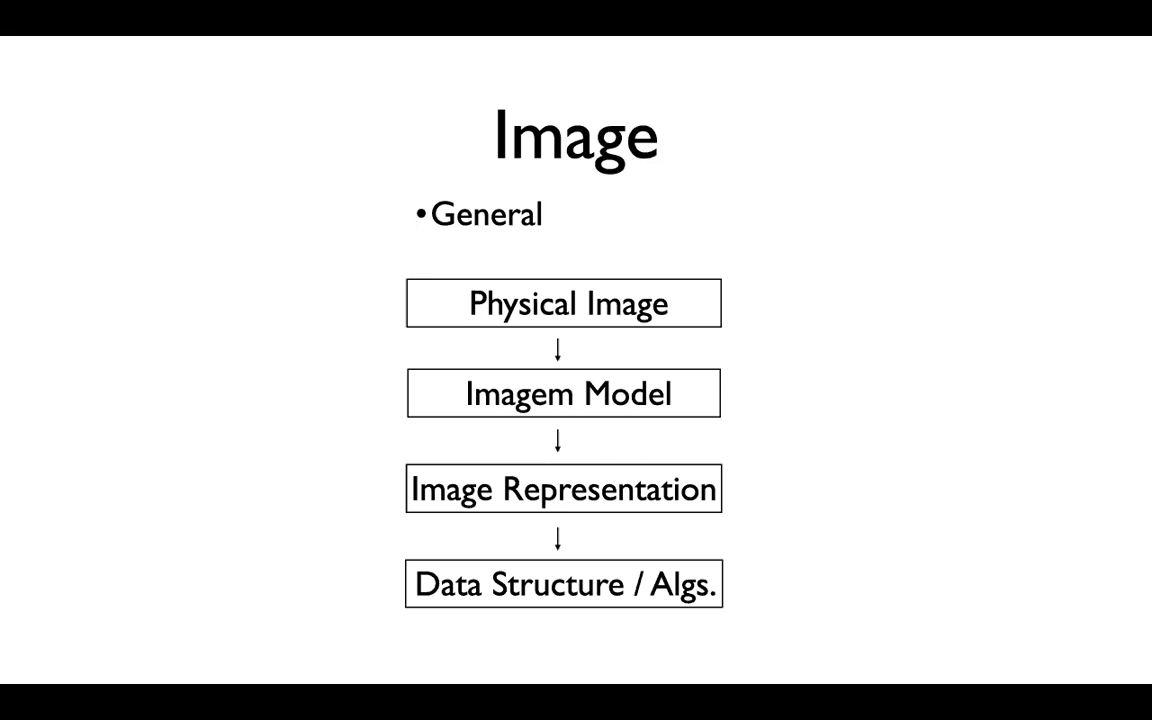 Image
•General
Physical Image
Imagem Model
Image Representation
Data Structure / Algs.